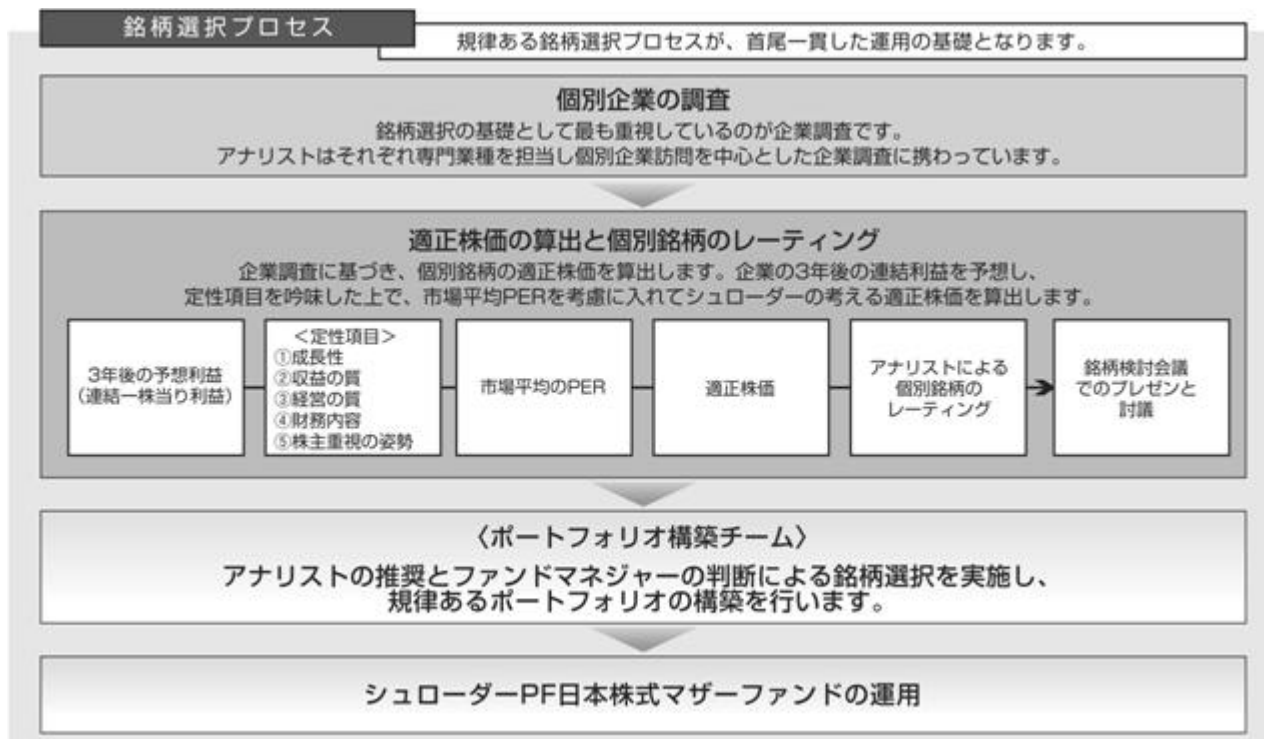 銘柄選択プロセス
規律ある銘柄選択プロセスが、首尾一貫した運用の基礎となります。
個別企業の調査
銘柄選択の基礎として最も重視しているのが企業調査です。
アナリストはそれぞれ専門業種を担当し個別企業訪問を中心とした企業調査に携わっています。
適正株価の算出と個別銘柄のレーティング
企業調査に基づき、個別銘柄の適正株価を算出します。企業の3年後の連結利益を予想し、
定性項目を吟味した上で、市場平均PERを考慮に入れてシュローダーの考える適正株価を算出します。
3年後の予想利益
（連結一株当り利益）
＜定性項目＞
①成長性
②収益の質
③経営の質
④財務内容
⑤株主重視の姿勢
市場平均のPER
適正株価
アナリストによる
個別銘柄の
レーティング
銘柄検討会議
でのプレゼンと
討議
〈ポートフォリオ構築チーム〉
アナリストの推奨とファンドマネジャーの判断による銘柄選択を実施し、
規律あるポートフォリオの構築を行います。
シュローダーPF日本株式マザーファンドの運用